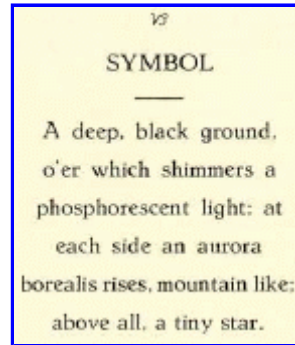 SYMBOL
A deep, black ground,
o'er which shimmers a
phosphorescent light: at
each side an aurora
borealis rises, mountain like;
above all, a tiny star.